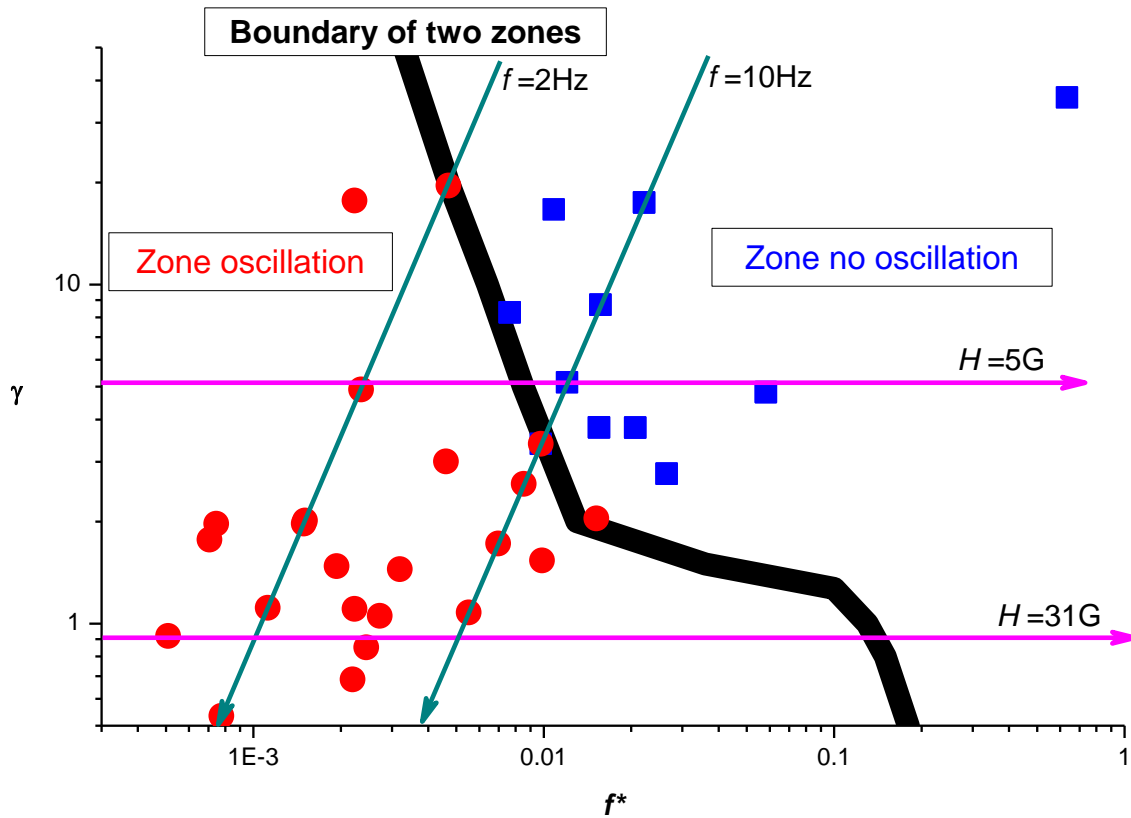 Boundary of two zones
f=2Hz
f=10Hz
Zone oscillation
Zone no oscillation
10
γ
H=5G
1
H=31G
1E-3
0.01
0.1
1
f*